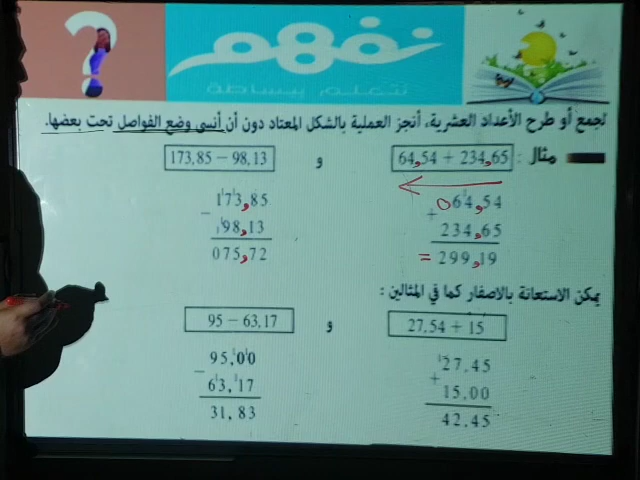 ?
نفهم
نتعلم ببساطة
لجمع أو طرح الأعداد العشرية، أنجز العملية بالشكل المعتاد دون أن أنسى وضع الفواصل تحت بعضها.
مثال :
64,54 + 234,65 و 173,85 − 98,13
064,54
+
234,65
= 299,19
173,85
−
98,13
075,72
يمكن الاستعانة بالاصفار كما في المثالين :
27,54 + 15 و 95 − 63,17
27,45
+
15,00
42,45
95,00
−
63,17
31,83